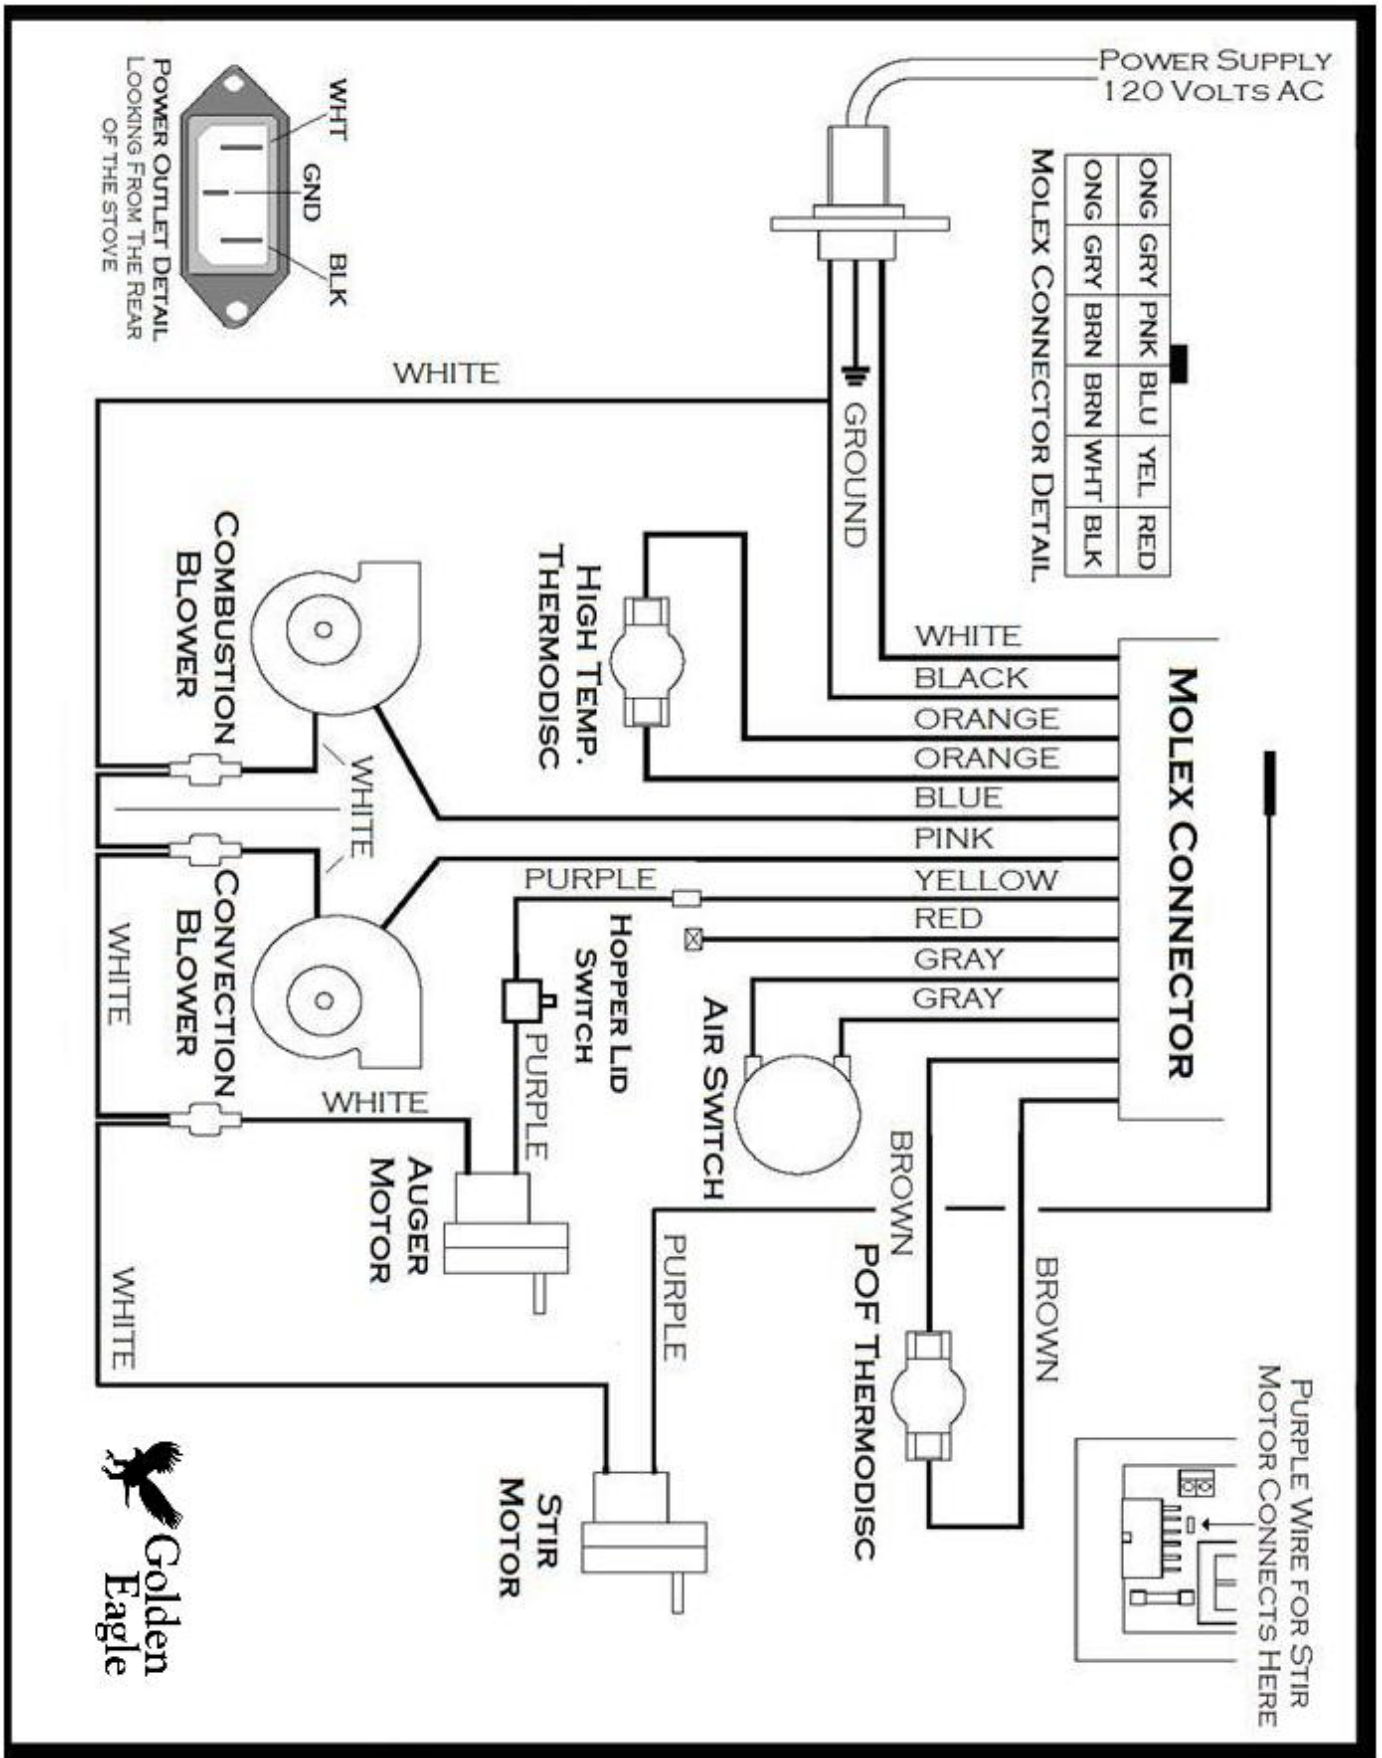 POWER SUPPLY
120 VOLTS AC
ONG GRY PNK BLU YEL RED
ONG GRY BRN BRN WHT BLK
MOLEX CONNECTOR DETAIL
WHT
GND
BLK
POWER OUTLET DETAIL
LOOKING FROM THE REAR
OF THE STOVE
GROUND
WHITE
MOLEX CONNECTOR
WHITE
BLACK
ORANGE
ORANGE
BLUE
PINK
YELLOW
RED
GRAY
GRAY
HIGH TEMP.
THERMODISC
COMBUSTION
BLOWER
WHITE
CONVECTION
BLOWER
WHITE
PURPLE
HOPPER LID
SWITCH
PURPLE
AIR SWITCH
WHITE
AUGER
MOTOR
BROWN
BROWN
POF THERMODISC
PURPLE
WHITE
STIR
MOTOR
PURPLE WIRE FOR STIR
MOTOR CONNECTS HERE
Golden
Eagle